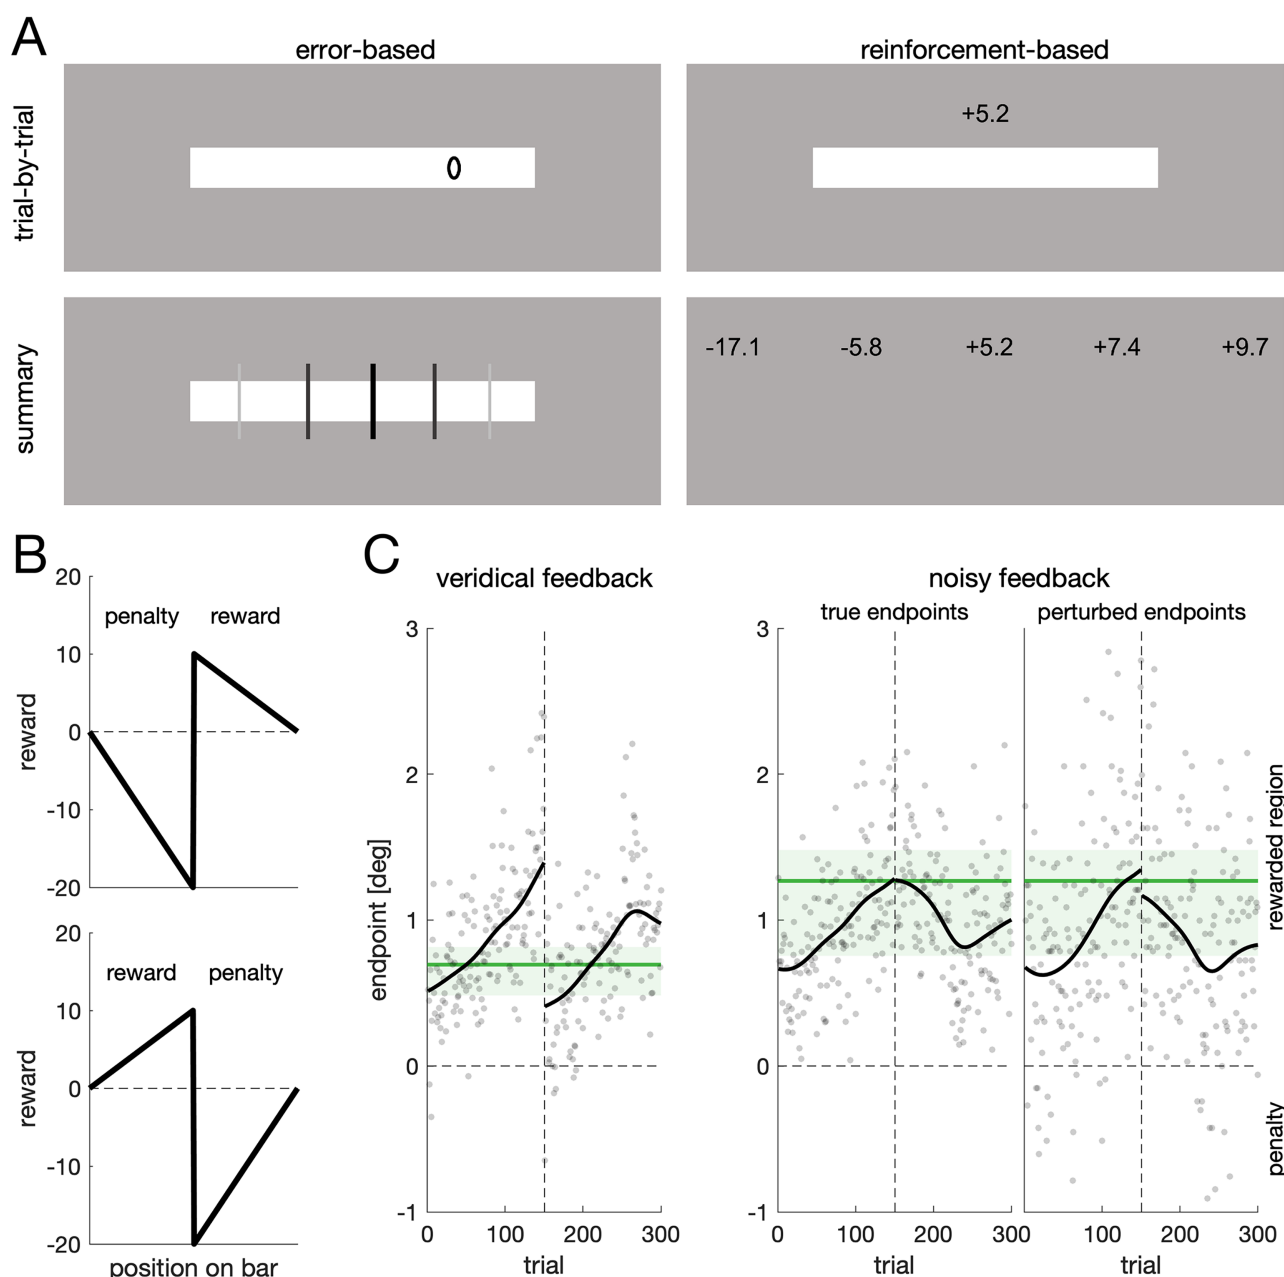 A
error-based
reinforcement-based
trial-by-trial
+5.2
0
summary
-17.1 -5.8 +5.2 +7.4 +9.7
B
20
penalty reward
10
0
-10
-20
reward
20
reward penalty
10
0
-10
-20
reward
position on bar
C
veridical feedback
noisy feedback
true endpoints
perturbed endpoints
3
2
1
0
-1
endpoint [deg]
0 100 200 300
trial
3
2
1
0
-1
0 100 200 300
trial
100 200 300
trial
rewarded region
penalty